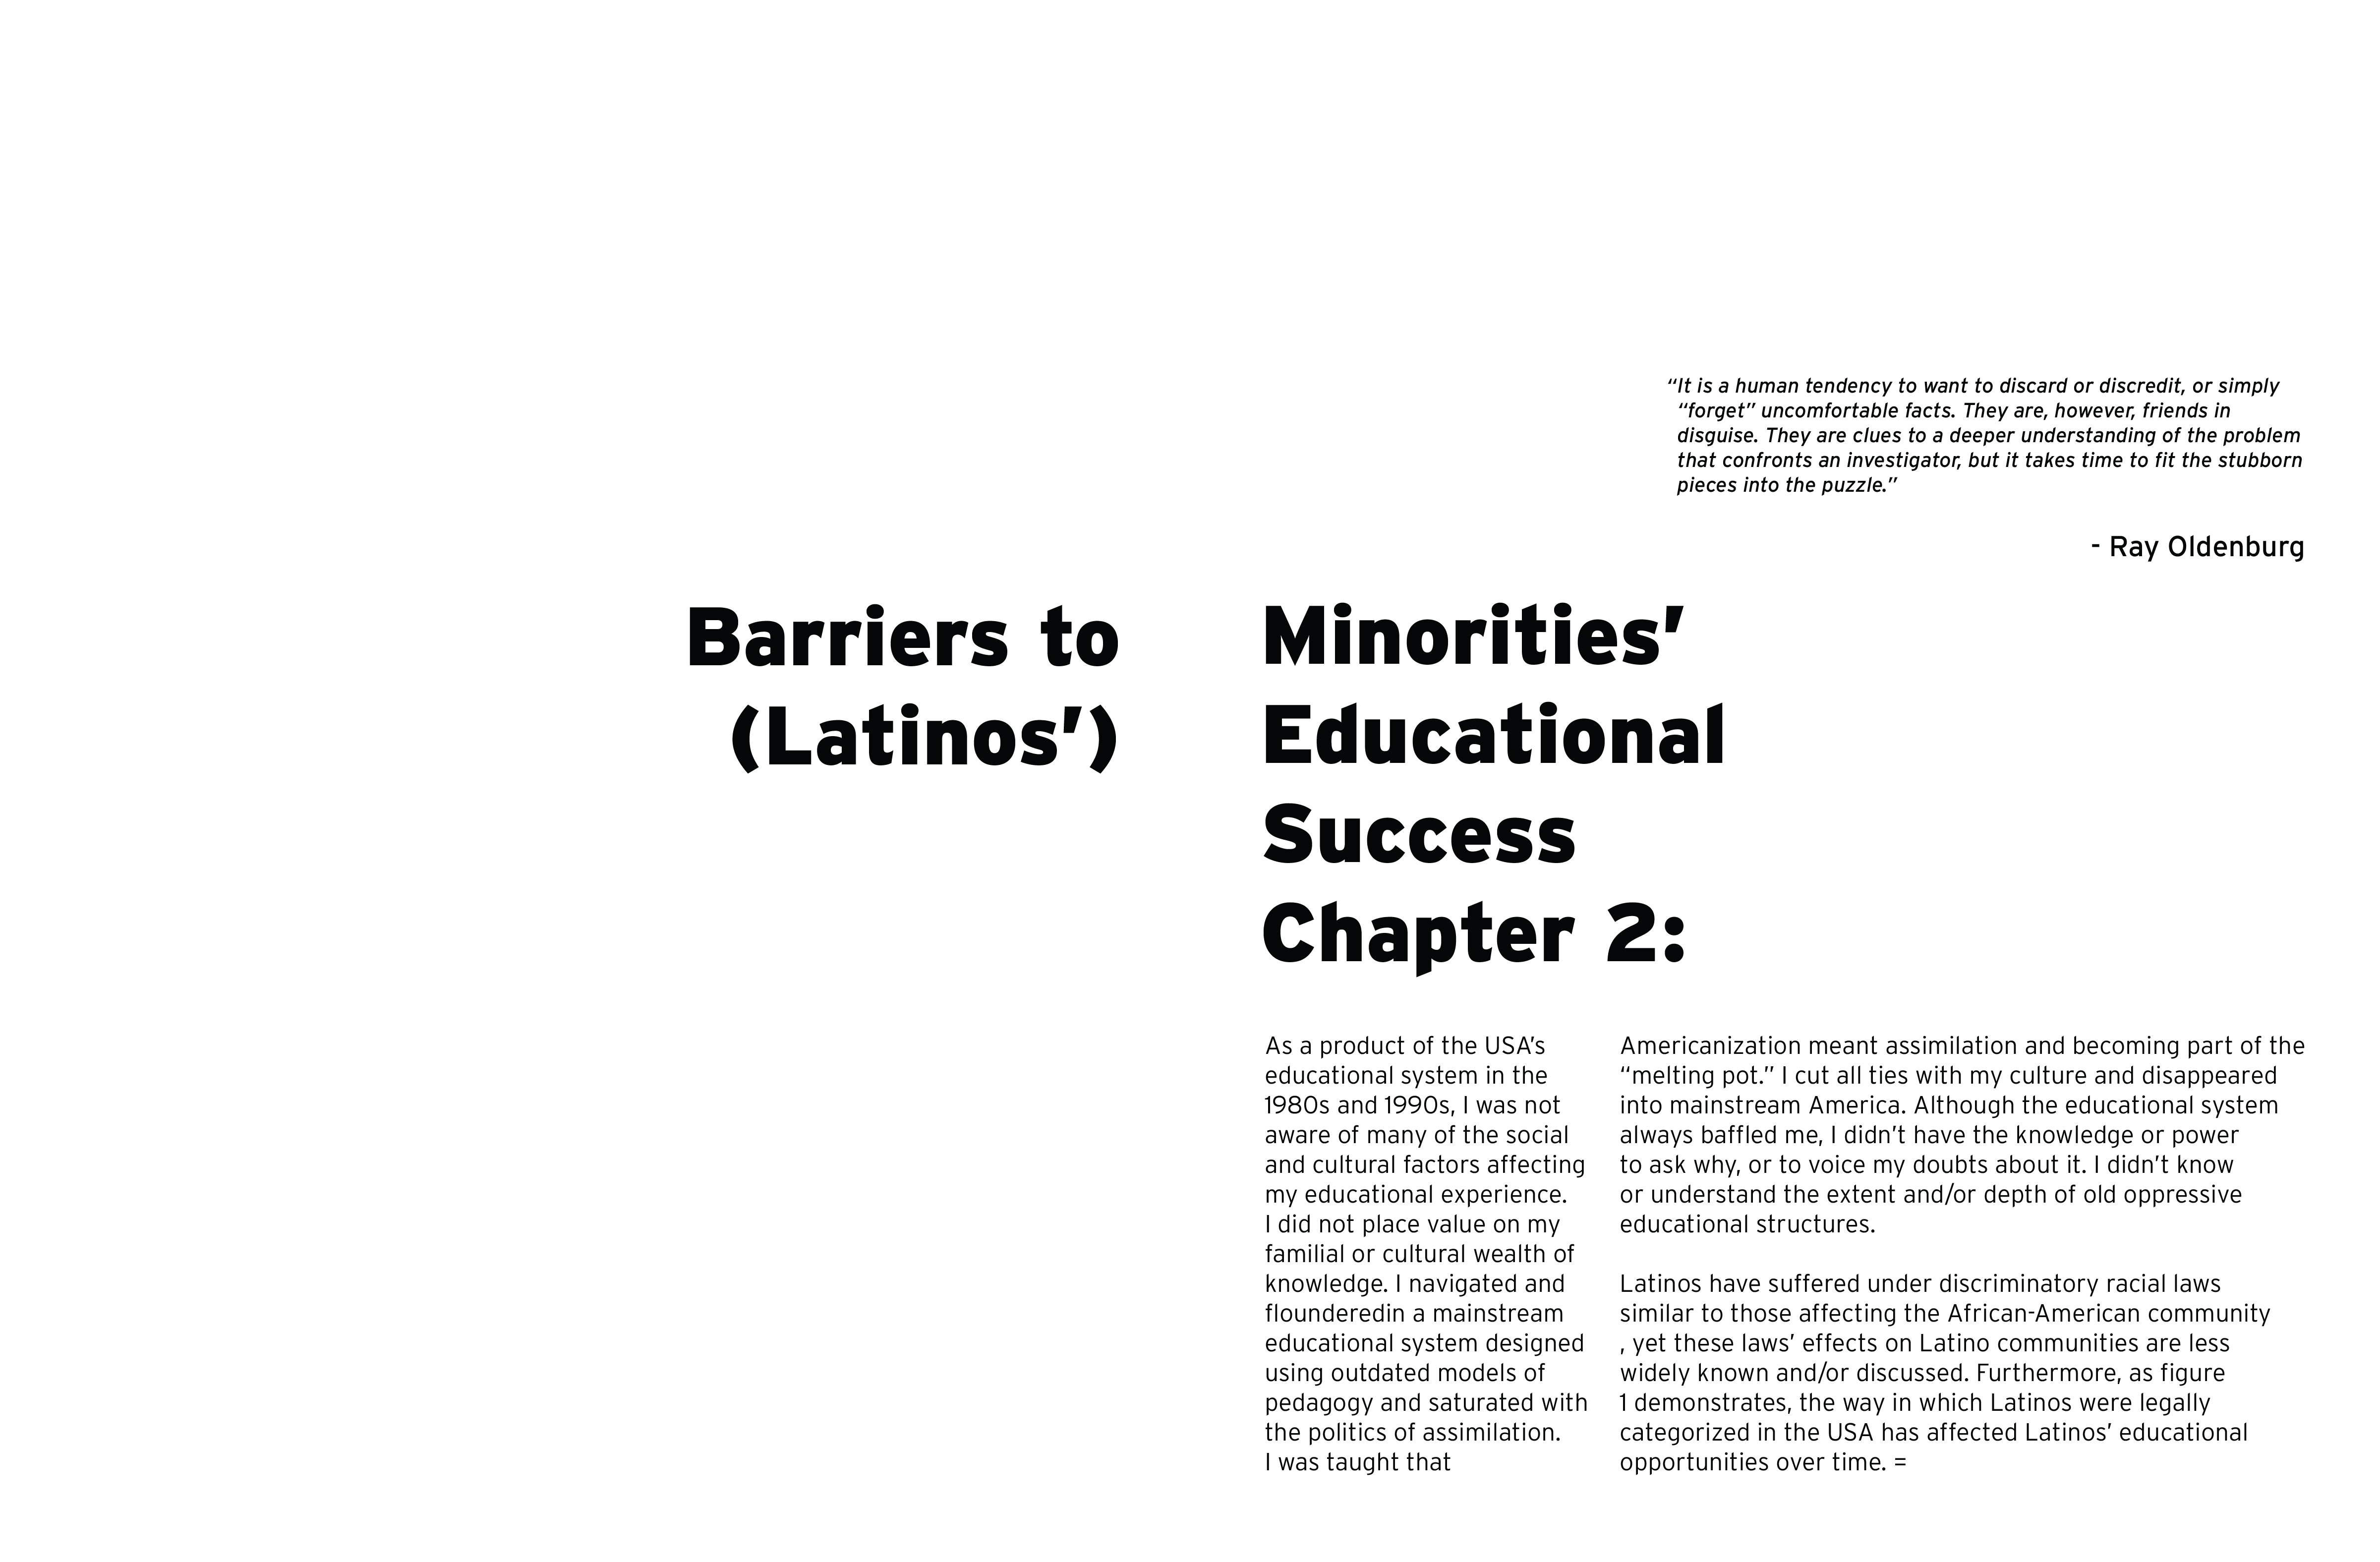 “It is a human tendency to want to discard or discredit, or simply
“forget” uncomfortable facts. They are, however, friends in
disguise. They are clues to a deeper understanding of the problem
that confronts an investigator, but it takes time to fit the stubborn
pieces into the puzzle.”
- Ray Oldenburg
Barriers to
(Latinos’)
Minorities’
Educational
Success
Chapter 2:
As a product of the USA’s
educational system in the
1980s and 1990s, I was not
aware of many of the social
and cultural factors affecting
my educational experience.
I did not place value on my
familial or cultural wealth of
knowledge. I navigated and
flounderedin a mainstream
educational system designed
using outdated models of
pedagogy and saturated with
the politics of assimilation.
I was taught that
Americanization meant assimilation and becoming part of the
“melting pot.” I cut all ties with my culture and disappeared
into mainstream America. Although the educational system
always baffled me, I didn’t have the knowledge or power
to ask why, or to voice my doubts about it. I didn’t know
or understand the extent and/or depth of old oppressive
educational structures.
Latinos have suffered under discriminatory racial laws
similar to those affecting the African-American community
, yet these laws’ effects on Latino communities are less
widely known and/or discussed. Furthermore, as figure
1 demonstrates, the way in which Latinos were legally
categorized in the USA has affected Latinos’ educational
opportunities over time. =